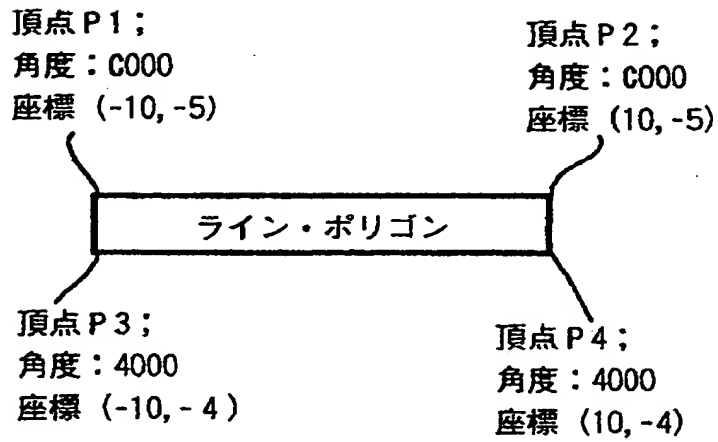 頂点P1；
角度：C000
座標 (-10,-5)
頂点P2；
角度：C000
座標 (10,-5)
ライン・ポリゴン
頂点P3；
角度：4000
座標 (-10,-4)
頂点P4；
角度：4000
座標 (10,-4)